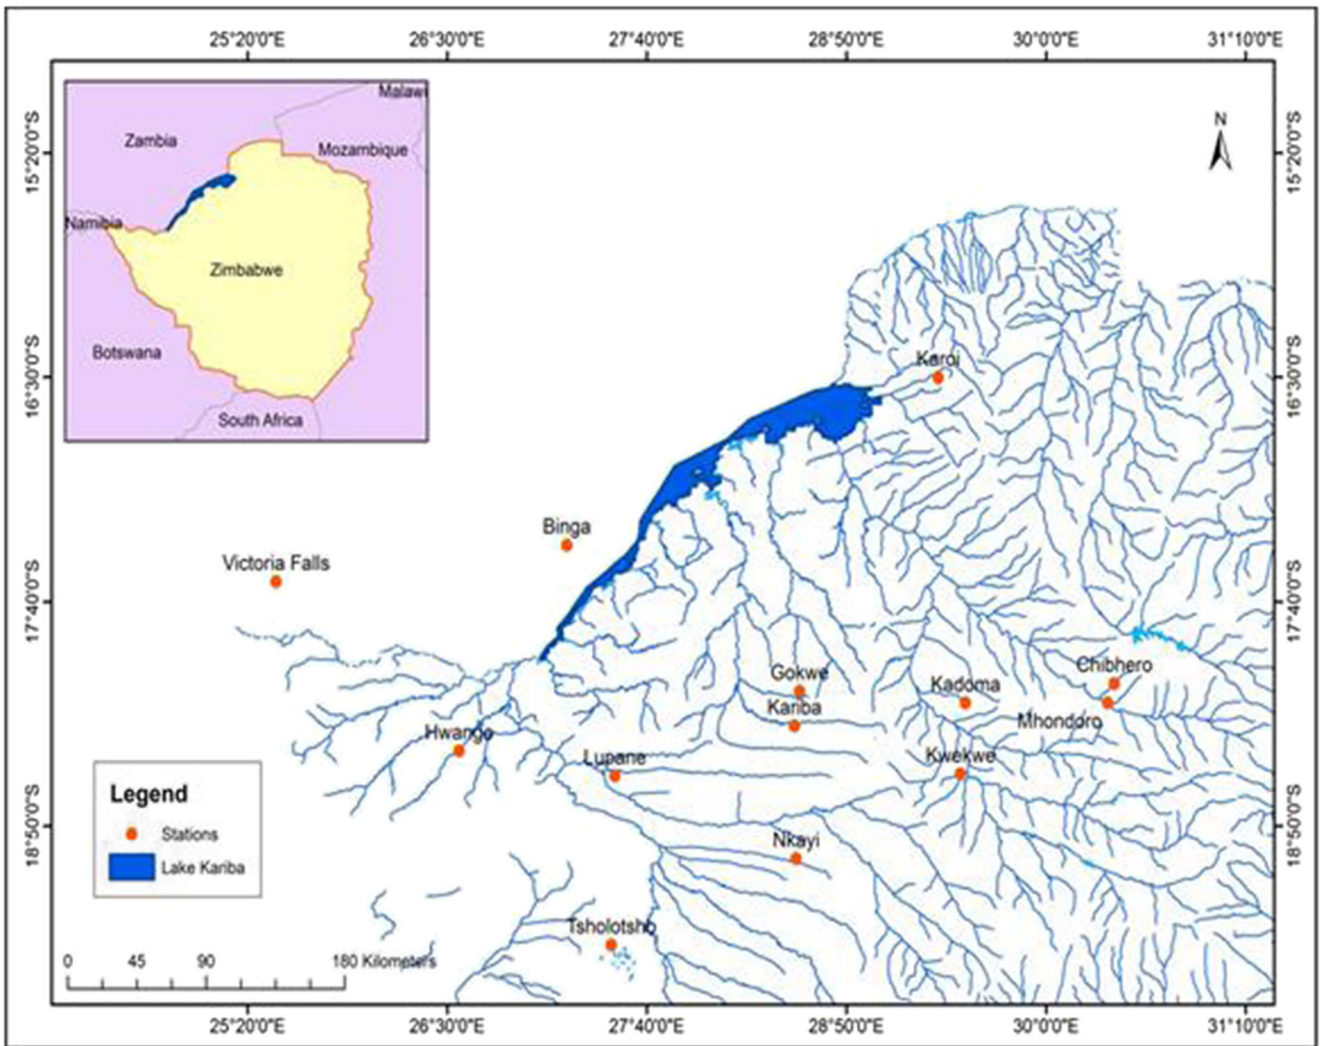 25°20'0"E 26°30'0"E 27°40'0"E 28°50'0"E 30°0'0"E 31°10'0"E
Malawi
Zambia
Mozambique
Namibia
Zimbabwe
Botswana
South Africa
N
15°20'0"S 15°20'0"S
16°30'0"S 16°30'0"S
17°40'0"S 17°40'0"S
18°50'0"S 18°50'0"S
Karoi
Binga
Victoria Falls
Chibhero
Gokwe
Kadoma
Kariba
Mhondoro
Hwange
Lupane
Kwekwe
Nkayi
Tsholotsho
Legend
Stations
Lake Kariba
0 45 90 180 Kilometers
25°20'0"E 26°30'0"E 27°40'0"E 28°50'0"E 30°0'0"E 31°10'0"E